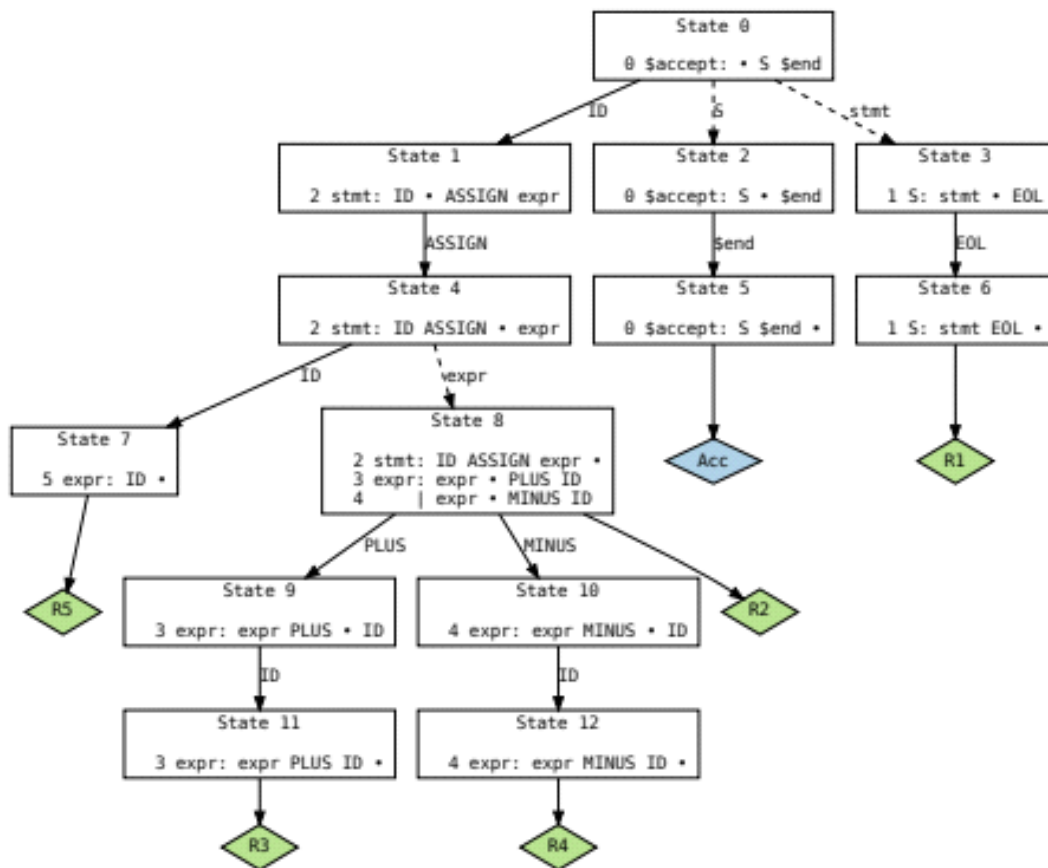 State 0
0 $accept: • S $end
ID
S
stmt
State 1
2 stmt: ID • ASSIGN expr
State 2
0 $accept: S • $end
State 3
1 S: stmt • EOL
ASSIGN
$end
EOL
State 4
2 stmt: ID ASSIGN • expr
State 5
0 $accept: S $end •
State 6
1 S: stmt EOL •
ID
expr
State 7
5 expr: ID •
State 8
2 stmt: ID ASSIGN expr •
3 expr: expr • PLUS ID
4 | expr • MINUS ID
Acc
R1
PLUS
MINUS
R5
State 9
3 expr: expr PLUS • ID
State 10
4 expr: expr MINUS • ID
R2
ID
ID
State 11
3 expr: expr PLUS ID •
State 12
4 expr: expr MINUS ID •
R3
R4